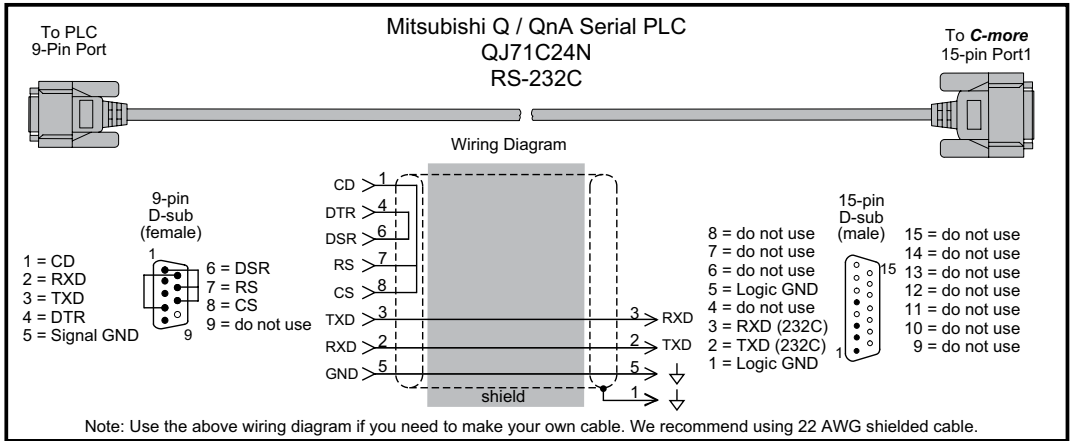 To PLC
9-Pin Port
Mitsubishi Q / QnA Serial PLC
QJ71C24N
RS-232C
To C-more
15-pin Port1
Wiring Diagram
9-pin
D-sub
(female)
1
9
1 = CD
2 = RXD
3 = TXD
4 = DTR
5 = Signal GND
6 = DSR
7 = RS
8 = CS
9 = do not use
CD 1
DTR 4
DSR 6
RS 7
CS 8
TXD 3
RXD 2
GND 5
shield
3 RXD
2 TXD
5
1
8 = do not use
7 = do not use
6 = do not use
5 = Logic GND
4 = do not use
3 = RXD (232C)
2 = TXD (232C)
1 = Logic GND
15-pin
D-sub
(male)
15
1
15 = do not use
14 = do not use
13 = do not use
12 = do not use
11 = do not use
10 = do not use
9 = do not use
Note: Use the above wiring diagram if you need to make your own cable. We recommend using 22 AWG shielded cable.